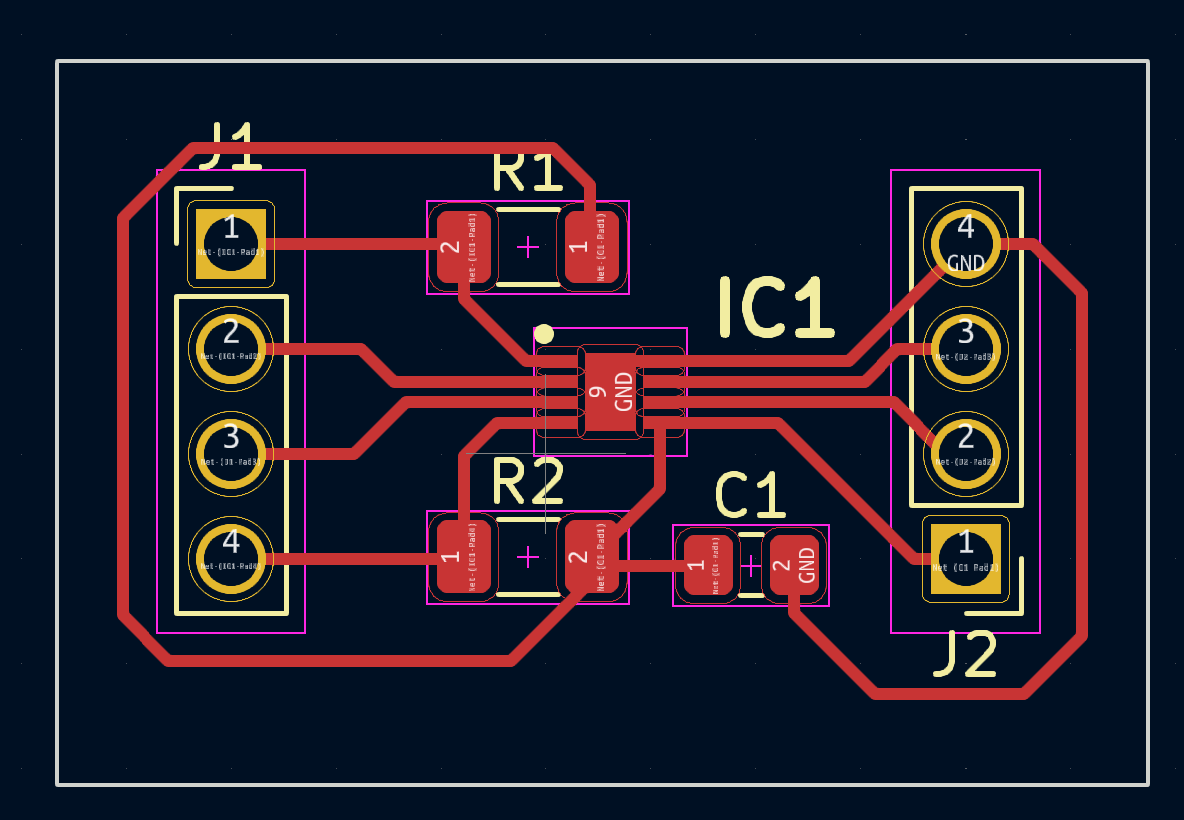 J1
R1
1
Net-(IC1-Pad1)
2
Net-(IC1-Pad1)
1
Net-(C1-Pad1)
4
GND
IC1
2
Net-(IC1-Pad2)
3
Net-(J2-Pad3)
9
GND
3
Net-(J1-Pad3)
2
Net-(J2-Pad2)
R2
C1
4
Net-(IC1-Pad4)
1
Net-(IC1-Pad4)
2
Net-(C1-Pad1)
1
Net-(C1-Pad1)
2
GND
1
Net-(C1-Pad1)
J2